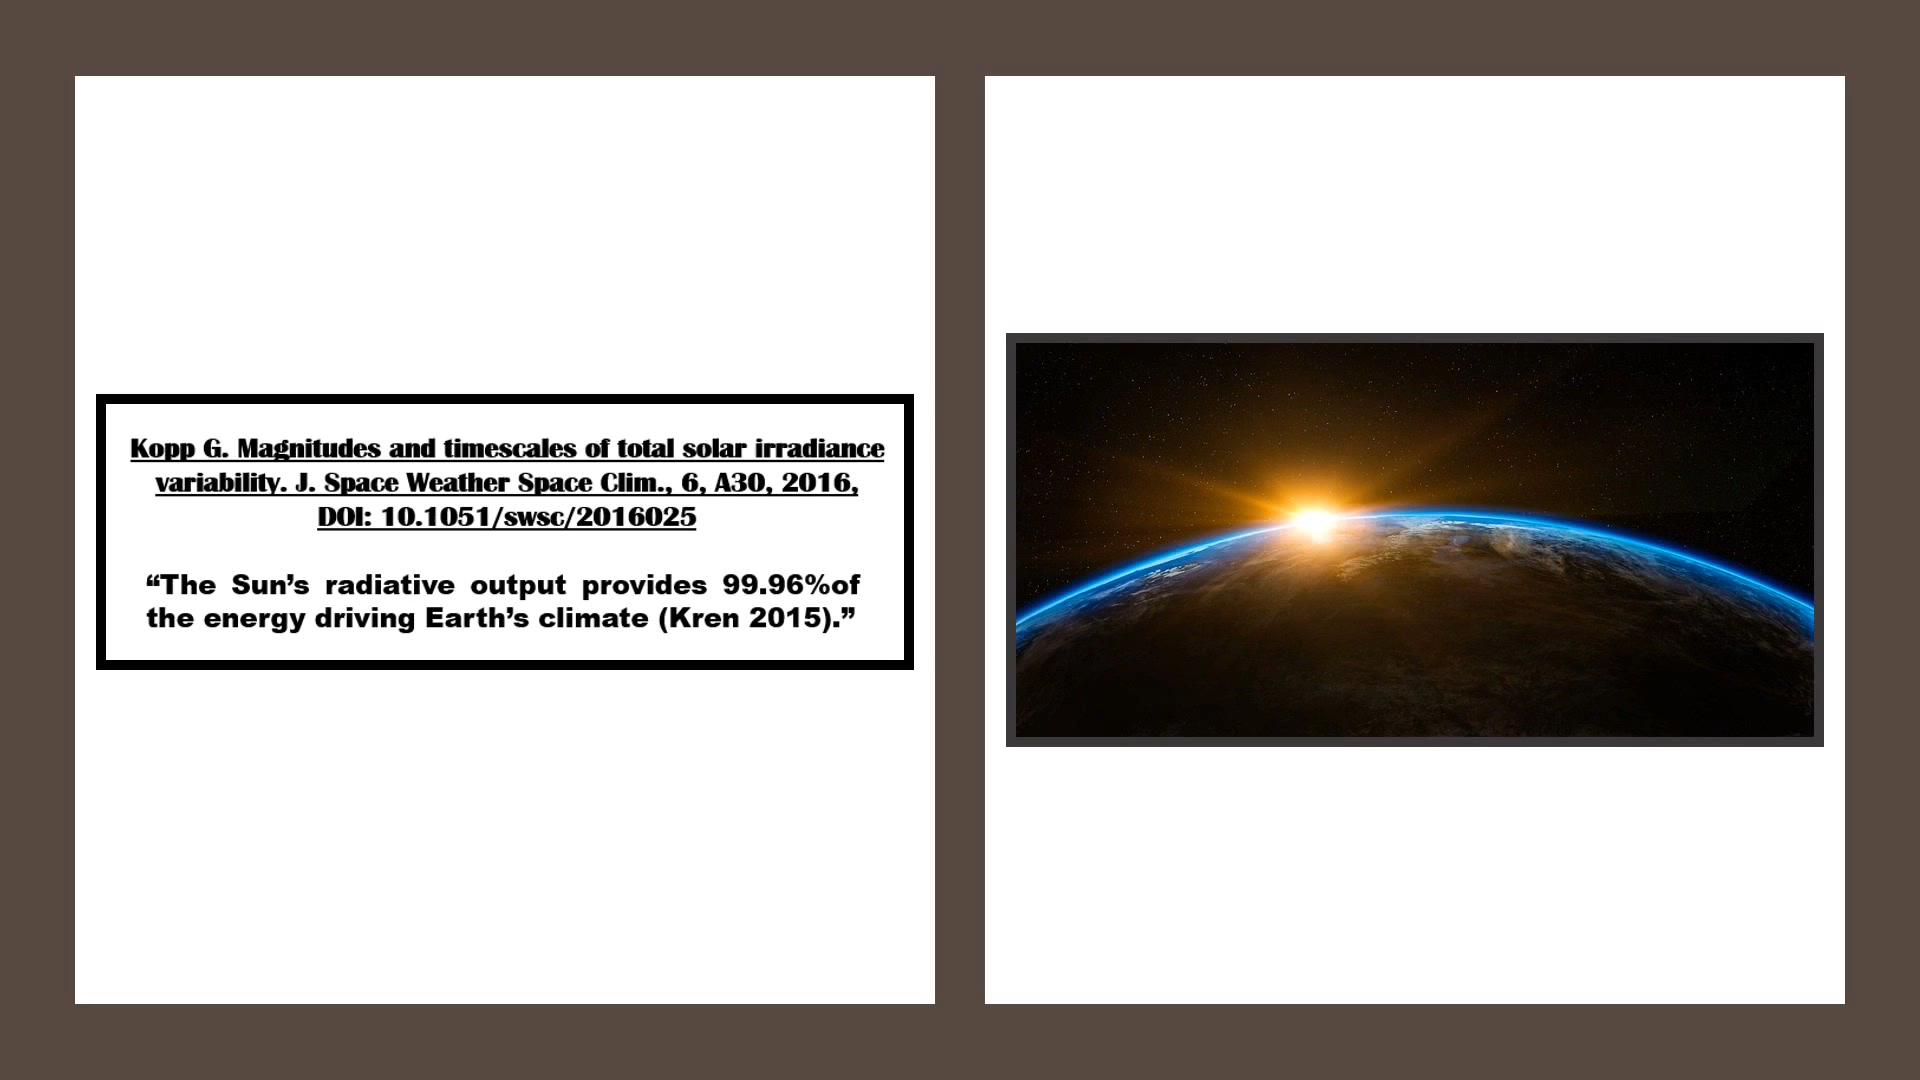 Kopp G. Magnitudes and timescales of total solar irradiance
variability. J. Space Weather Space Clim., 6, A30, 2016,
DOI: 10.1051/swsc/2016025
“The Sun’s radiative output provides 99.96%of
the energy driving Earth’s climate (Kren 2015).”